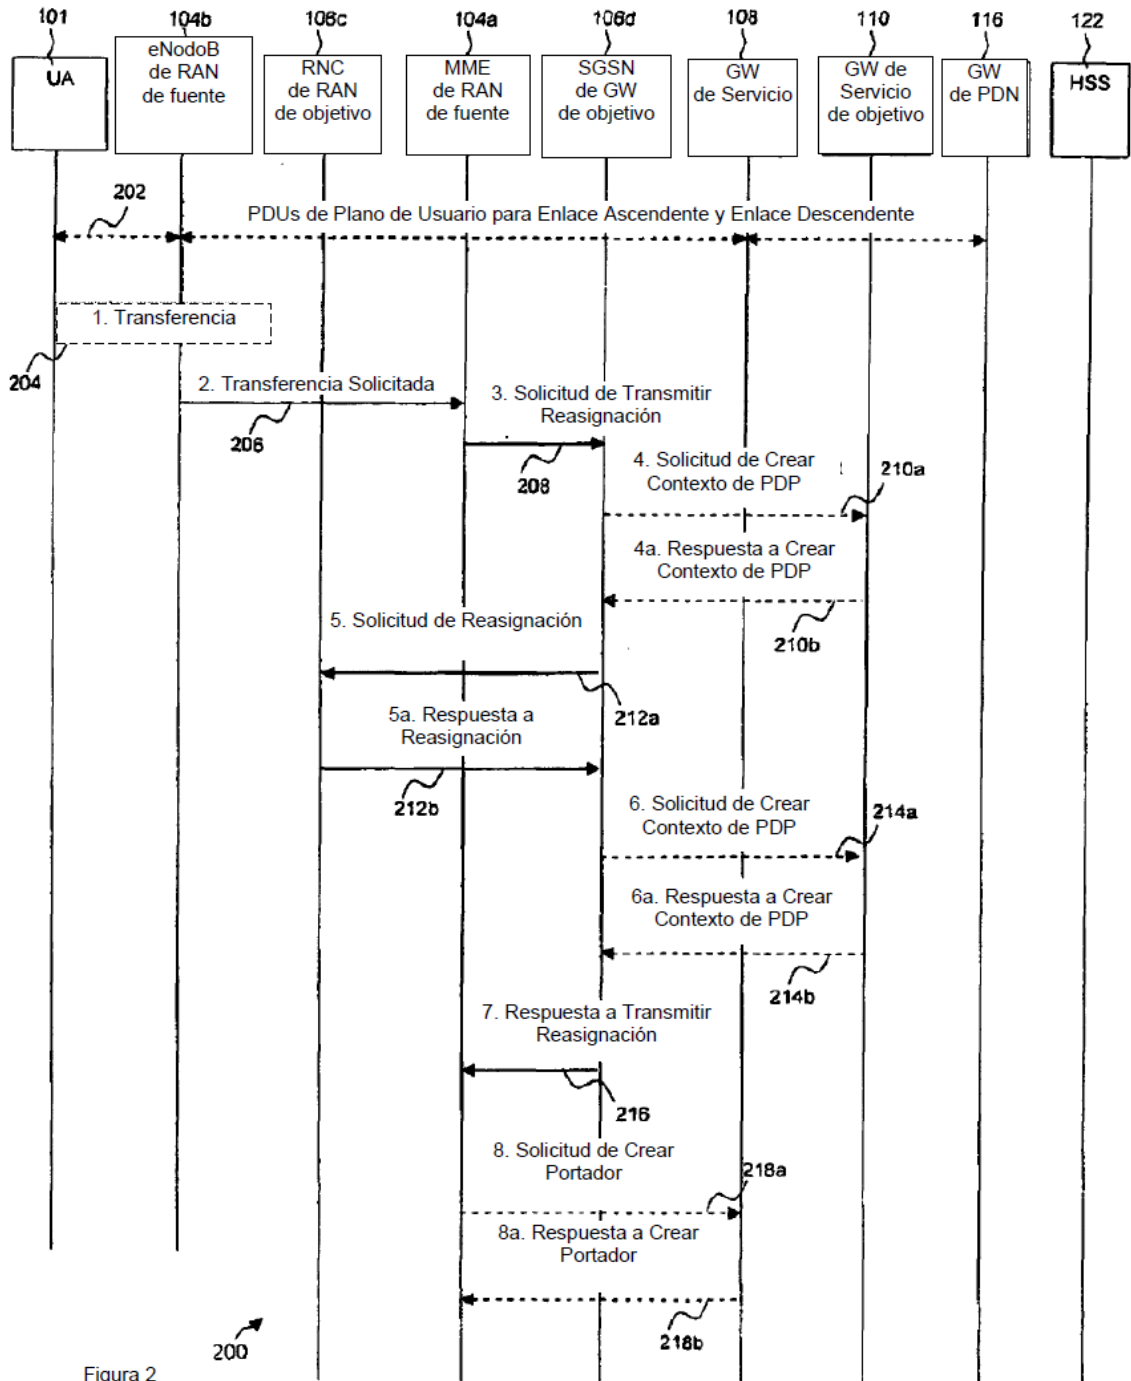 101 104b 106c 104a 106d 108 110 116 122
UA
eNodoB
de RAN
de fuente
RNC
de RAN
de objetivo
MME
de RAN
de fuente
SGSN
de GW
de objetivo
GW
de Servicio
GW de
Servicio
de objetivo
GW
de PDN
HSS
202
PDUs de Plano de Usuario para Enlace Ascendente y Enlace Descendente
1. Transferencia
204
2. Transferencia Solicitada
206
3. Solicitud de Transmitir
Reasignación
208
4. Solicitud de Crear
Contexto de PDP
210a
4a. Respuesta a Crear
Contexto de PDP
210b
5. Solicitud de Reasignación
212a
5a. Respuesta a
Reasignación
212b
6. Solicitud de Crear
Contexto de PDP
214a
6a. Respuesta a Crear
Contexto de PDP
214b
7. Respuesta a Transmitir
Reasignación
216
8. Solicitud de Crear
Portador
218a
8a. Respuesta a Crear
Portador
218b
200
Figura 2